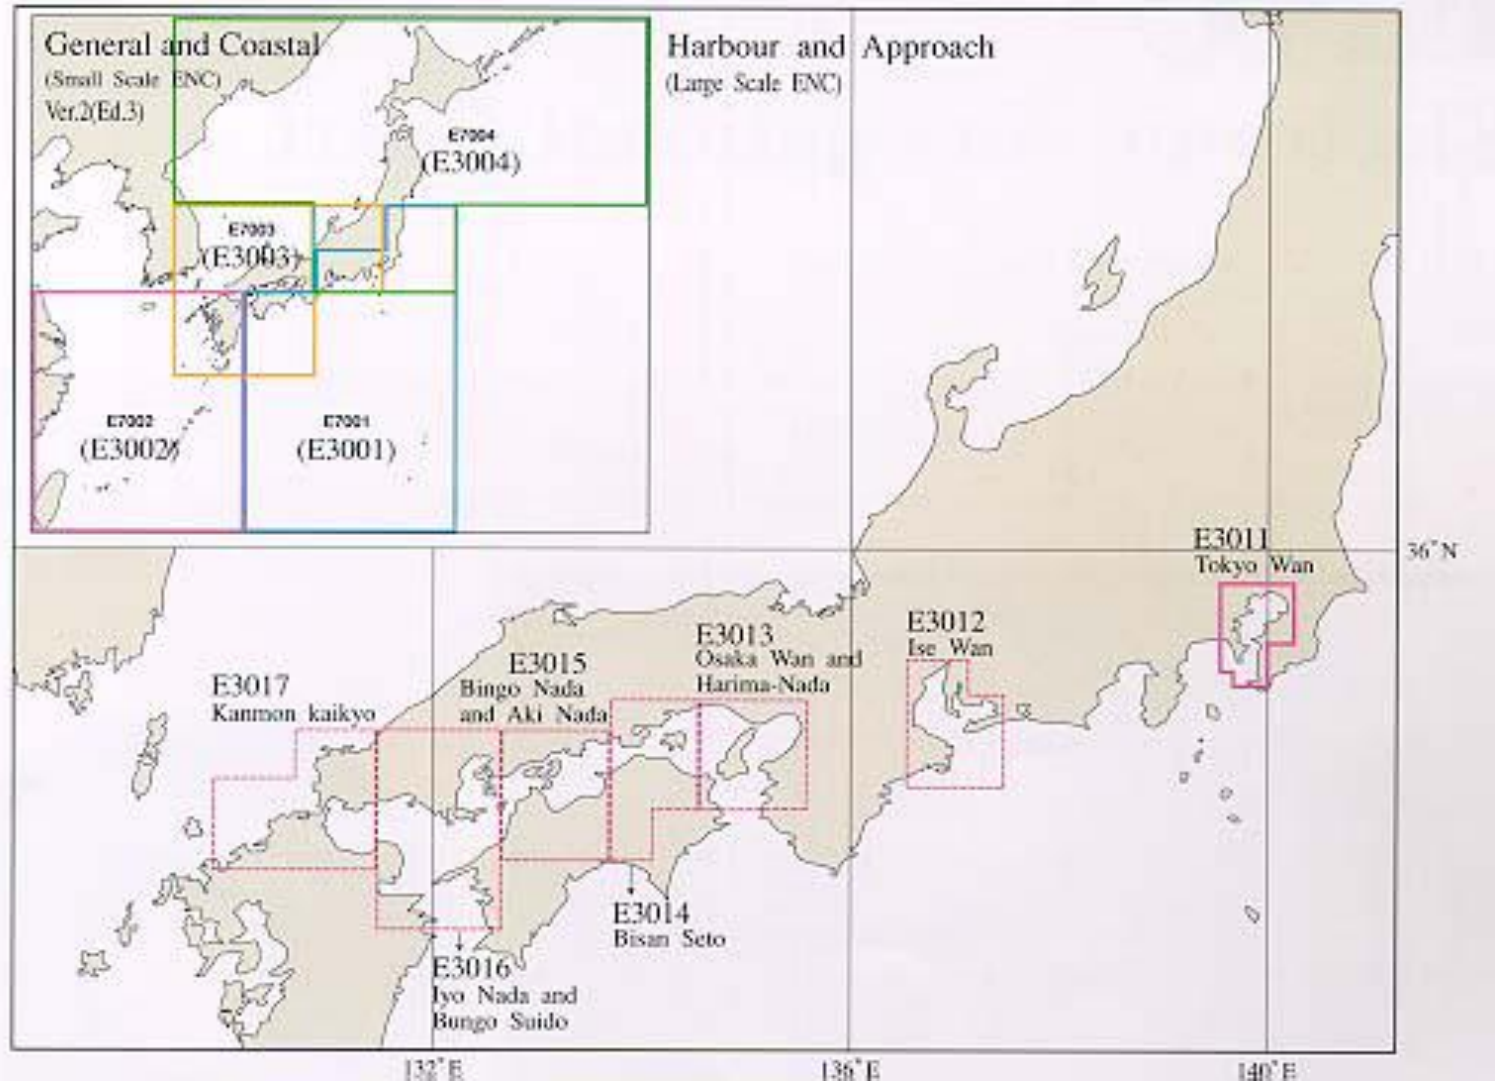 General and Coastal
(Small Scale ENC)
Ver.2(Ed.3)
E7004
(E3004)
E7003
(E3003)
E7002
(E3002)
E7001
(E3001)
Harbour and Approach
(Large Scale ENC)
36°N
E3011
Tokyo Wan
E3012
Ise Wan
E3013
Osaka Wan and
Harima-Nada
E3015
Bingo Nada
and Aki Nada
E3017
Kanmon kaikyo
E3014
Bisan Seto
E3016
Iyo Nada and
Bungo Suido
132°E
136°E
140°E